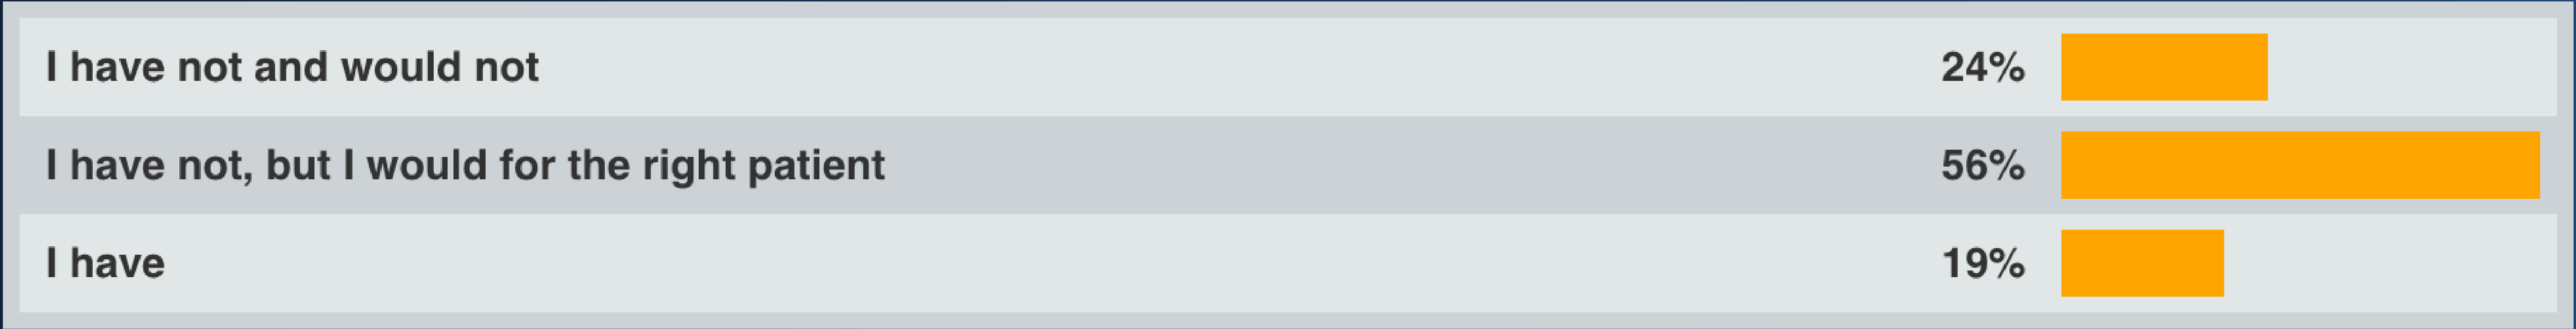 I have not and would not 24%
I have not, but I would for the right patient 56%
I have 19%